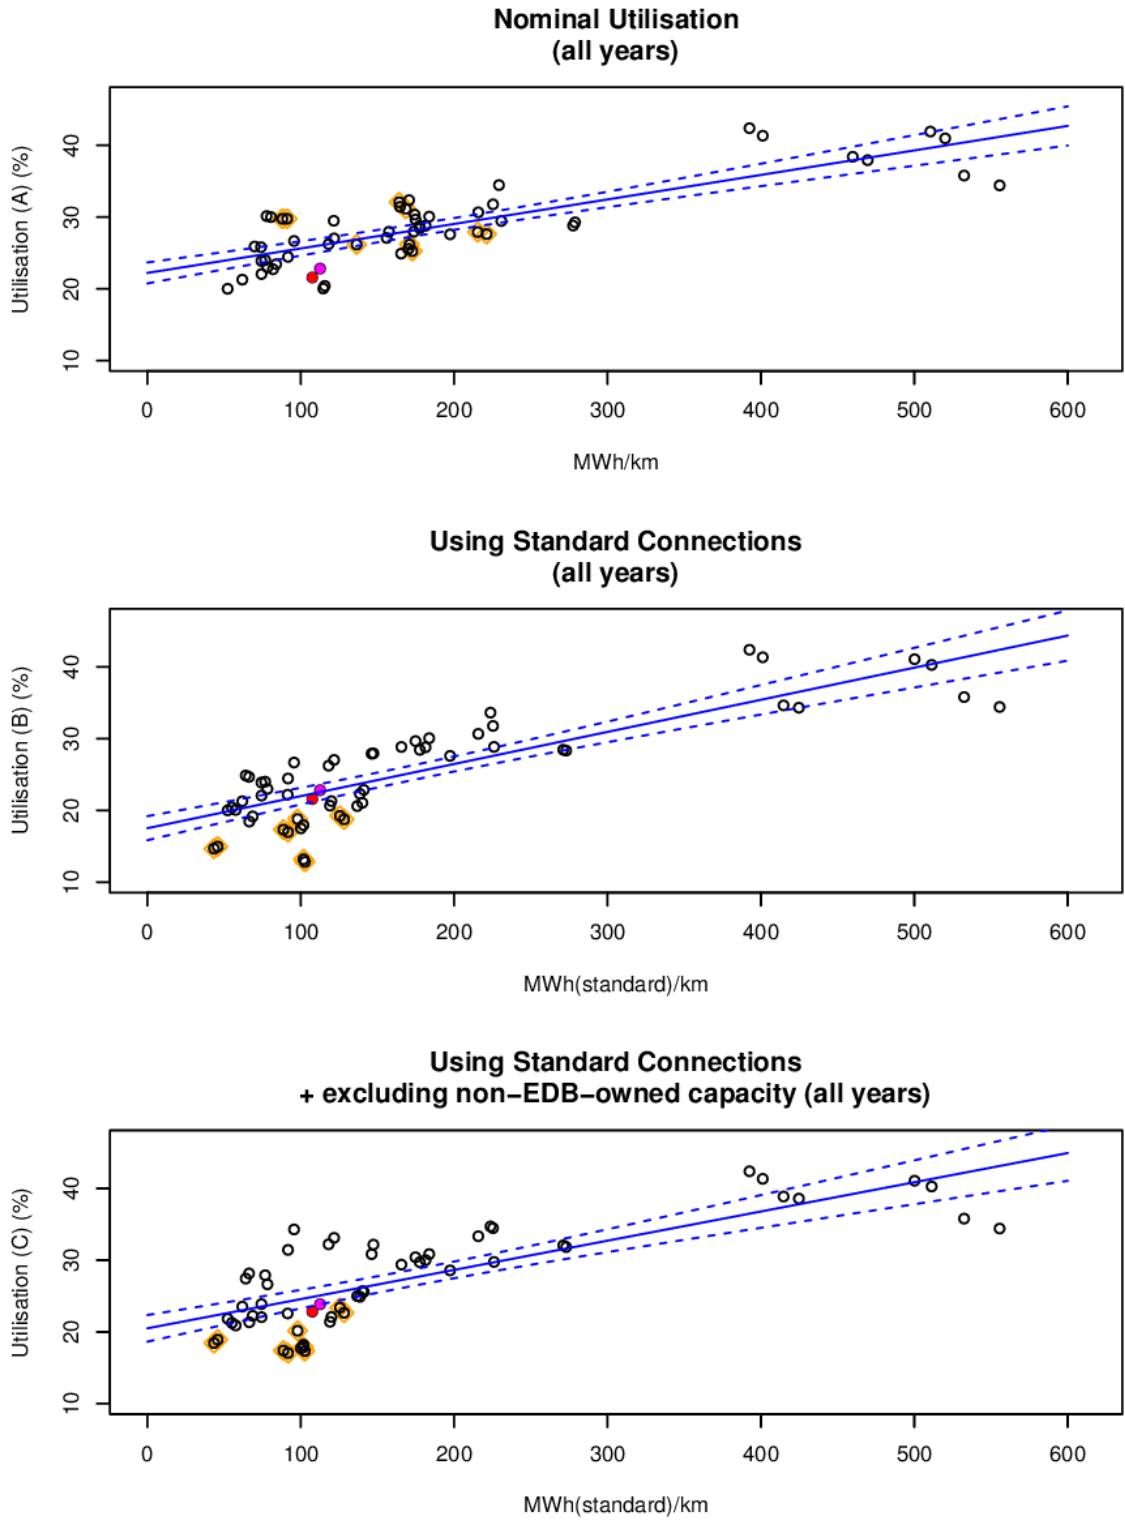 Nominal Utilisation
(all years)
Utilisation (A) (%)
40
30
20
10
0 100 200 300 400 500 600
MWh/km
Using Standard Connections
(all years)
Utilisation (B) (%)
40
30
20
10
0 100 200 300 400 500 600
MWh(standard)/km
Using Standard Connections
+ excluding non−EDB−owned capacity (all years)
Utilisation (C) (%)
40
30
20
10
0 100 200 300 400 500 600
MWh(standard)/km